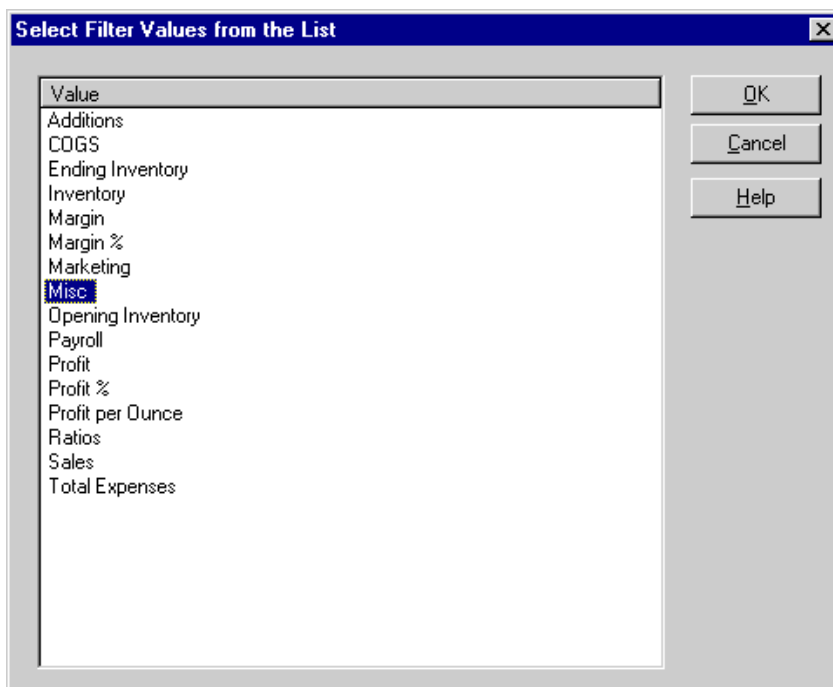 Select Filter Values from the List
Value
Additions
COGS
Ending Inventory
Inventory
Margin
Margin %
Marketing
Misc
Opening Inventory
Payroll
Profit
Profit %
Profit per Ounce
Ratios
Sales
Total Expenses
OK
Cancel
Help